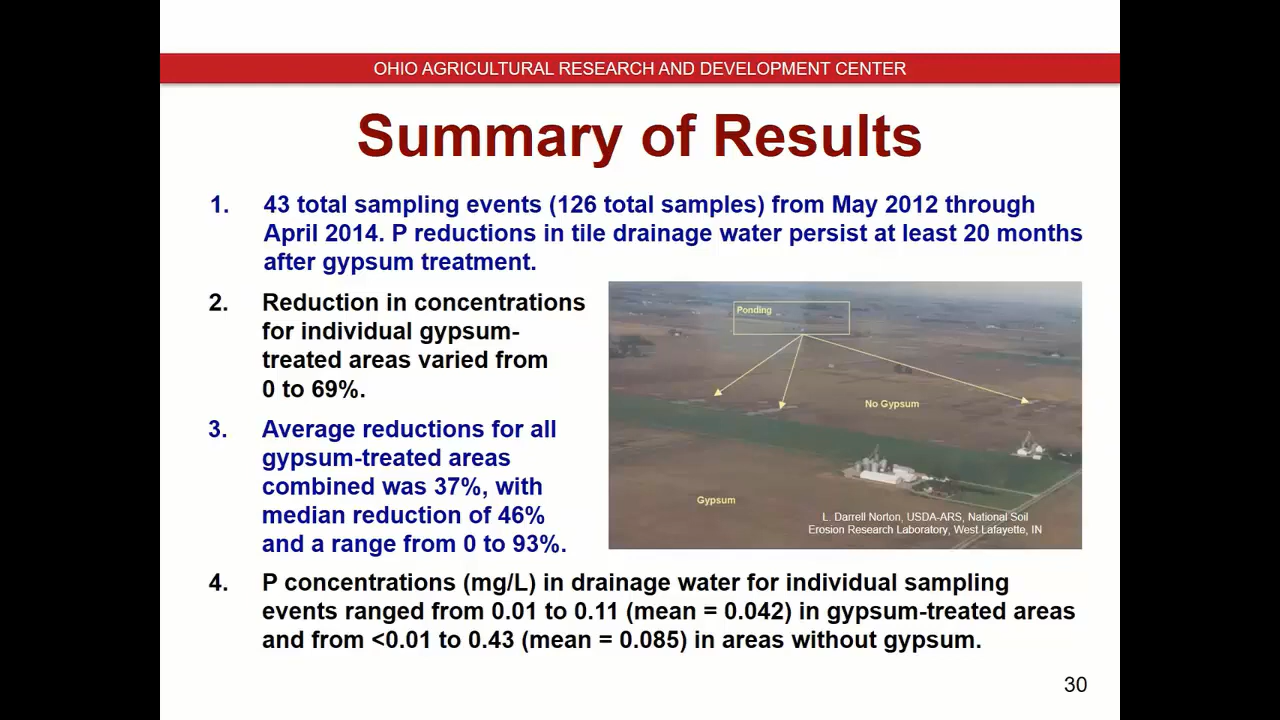 OHIO AGRICULTURAL RESEARCH AND DEVELOPMENT CENTER
Summary of Results
1. 43 total sampling events (126 total samples) from May 2012 through
April 2014. P reductions in tile drainage water persist at least 20 months
after gypsum treatment.
2. Reduction in concentrations
for individual gypsum-
treated areas varied from
0 to 69%.
3. Average reductions for all
gypsum-treated areas
combined was 37%, with
median reduction of 46%
and a range from 0 to 93%.
Ponding
No Gypsum
Gypsum
L. Darrell Norton, USDA-ARS, National Soil
Erosion Research Laboratory, West Lafayette, IN
4. P concentrations (mg/L) in drainage water for individual sampling
events ranged from 0.01 to 0.11 (mean = 0.042) in gypsum-treated areas
and from <0.01 to 0.43 (mean = 0.085) in areas without gypsum.
30